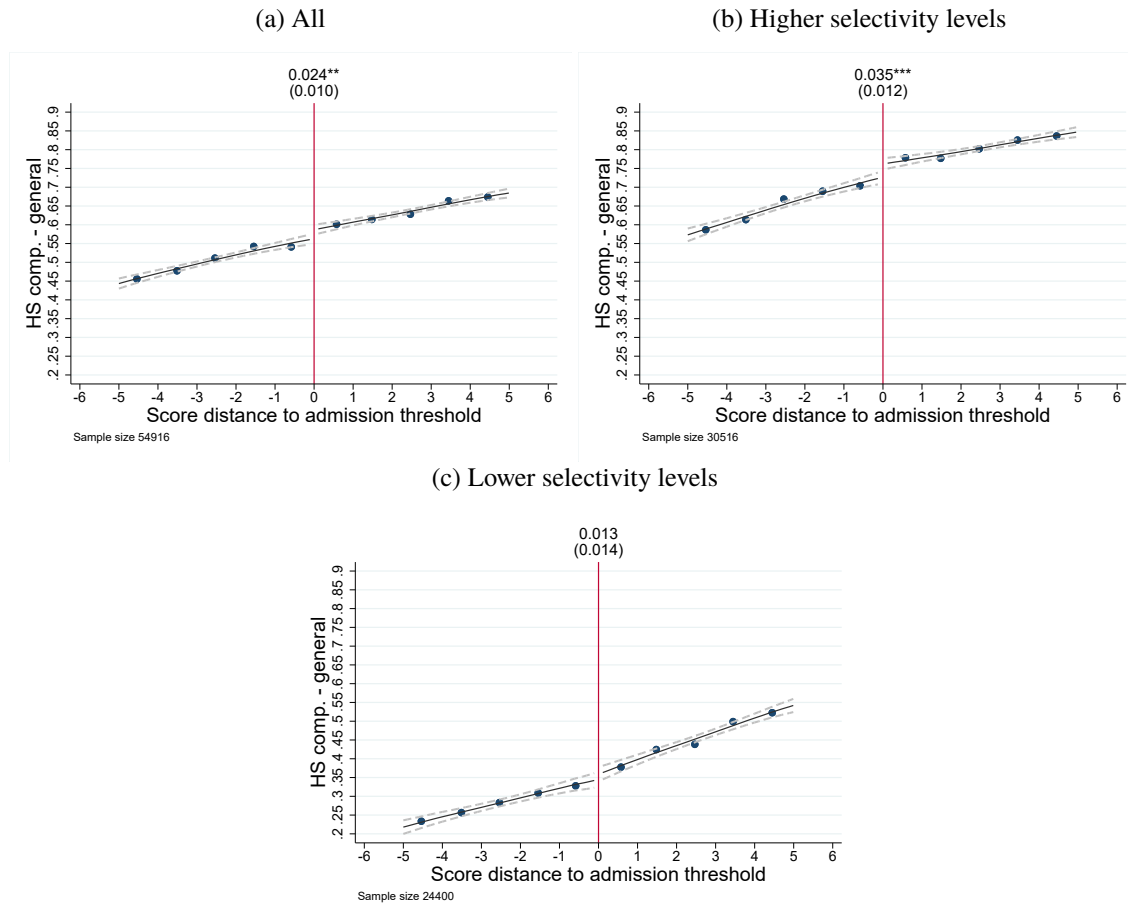 (a) All
0.024**
(0.010)
HS comp. - general
.2 .25 .3 .35 .4 .45 .5 .55 .6 .65 .7 .75 .8 .85 .9
-6 -5 -4 -3 -2 -1 0 1 2 3 4 5 6
Score distance to admission threshold
Sample size 54916
(b) Higher selectivity levels
0.035***
(0.012)
HS comp. - general
.2 .25 .3 .35 .4 .45 .5 .55 .6 .65 .7 .75 .8 .85 .9
-6 -5 -4 -3 -2 -1 0 1 2 3 4 5 6
Score distance to admission threshold
Sample size 30516
(c) Lower selectivity levels
0.013
(0.014)
HS comp. - general
.2 .25 .3 .35 .4 .45 .5 .55 .6 .65 .7 .75 .8 .85 .9
-6 -5 -4 -3 -2 -1 0 1 2 3 4 5 6
Score distance to admission threshold
Sample size 24400